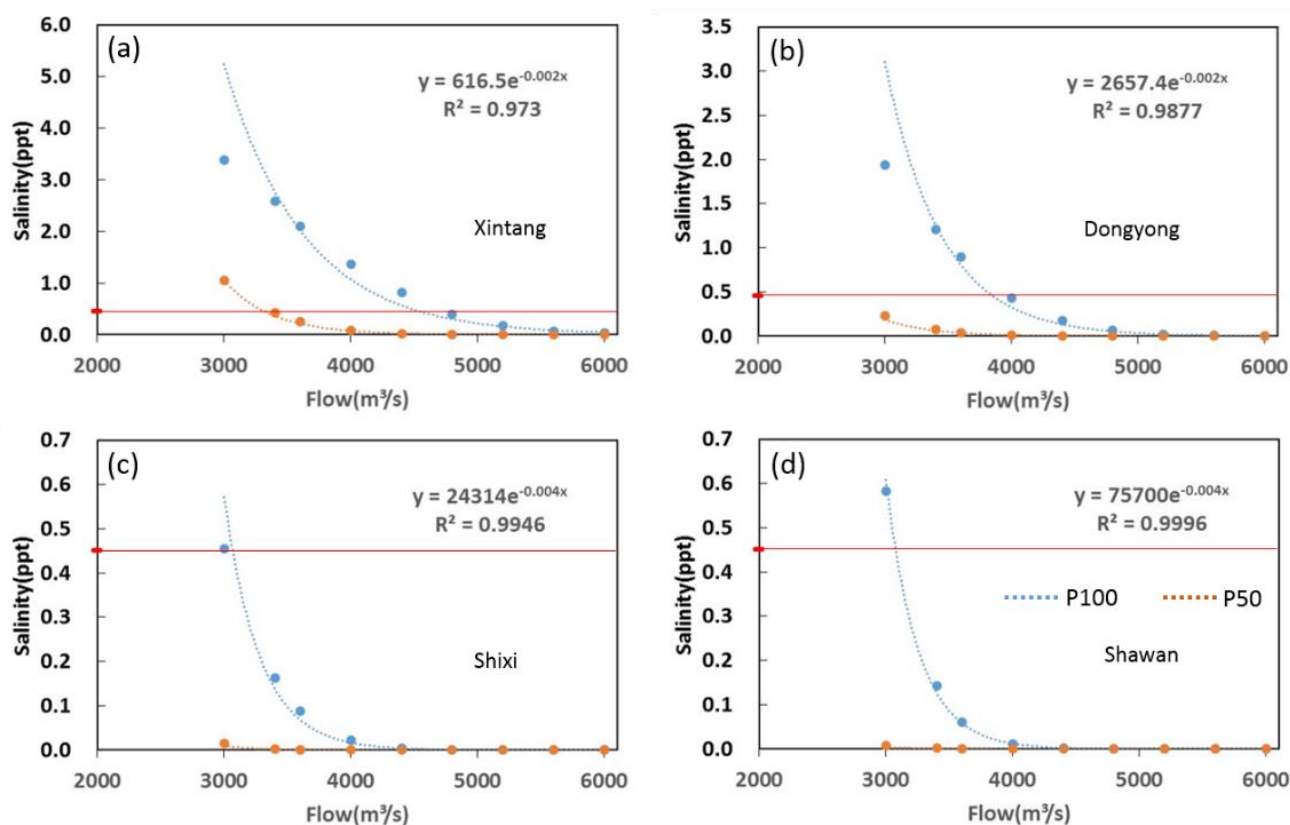 (a)
6.0
5.0
4.0
3.0
2.0
1.0
0.0
Salinity(ppt)
y = 616.5e^-0.002x
R² = 0.973
Xintang
2000 3000 4000 5000 6000
Flow(m³/s)
(b)
3.5
3.0
2.5
2.0
1.5
1.0
0.5
0.0
Salinity(ppt)
y = 2657.4e^-0.002x
R² = 0.9877
Dongyong
2000 3000 4000 5000 6000
Flow(m³/s)
(c)
0.7
0.6
0.5
0.4
0.3
0.2
0.1
0.0
Salinity(ppt)
y = 24314e^-0.004x
R² = 0.9946
Shixi
2000 3000 4000 5000 6000
Flow(m³/s)
(d)
0.7
0.6
0.5
0.4
0.3
0.2
0.1
0.0
Salinity(ppt)
y = 75700e^-0.004x
R² = 0.9996
P100 P50
Shawan
2000 3000 4000 5000 6000
Flow(m³/s)